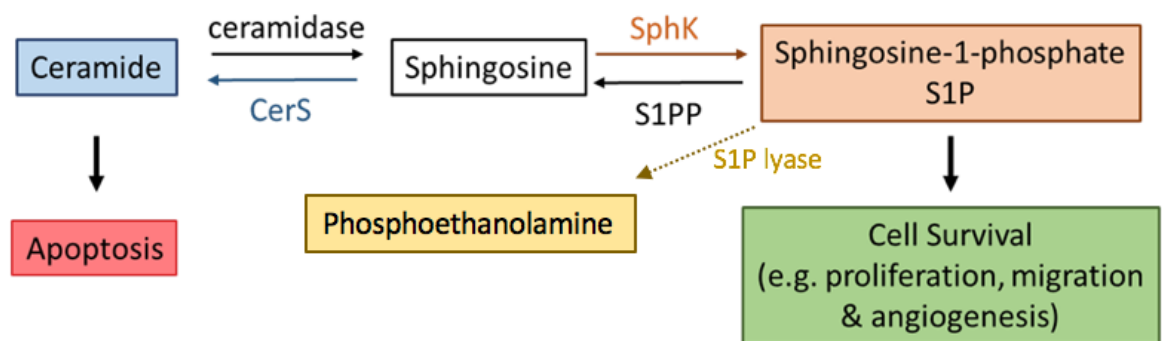 ceramidase
SphK
Ceramide
Sphingosine
Sphingosine-1-phosphate
S1P
CerS
S1PP
S1P lyase
Phosphoethanolamine
Apoptosis
Cell Survival
(e.g. proliferation, migration
& angiogenesis)